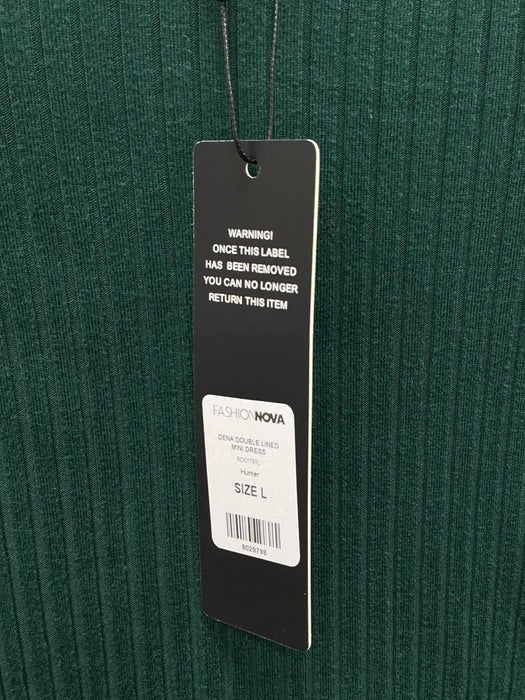 WARNING!
ONCE THIS LABEL
HAS BEEN REMOVED
YOU CAN NO LONGER
RETURN THIS ITEM
FASHIONNOVA
DENA DOUBLE LINED
MINI DRESS
Hunter
SIZE L
8029798